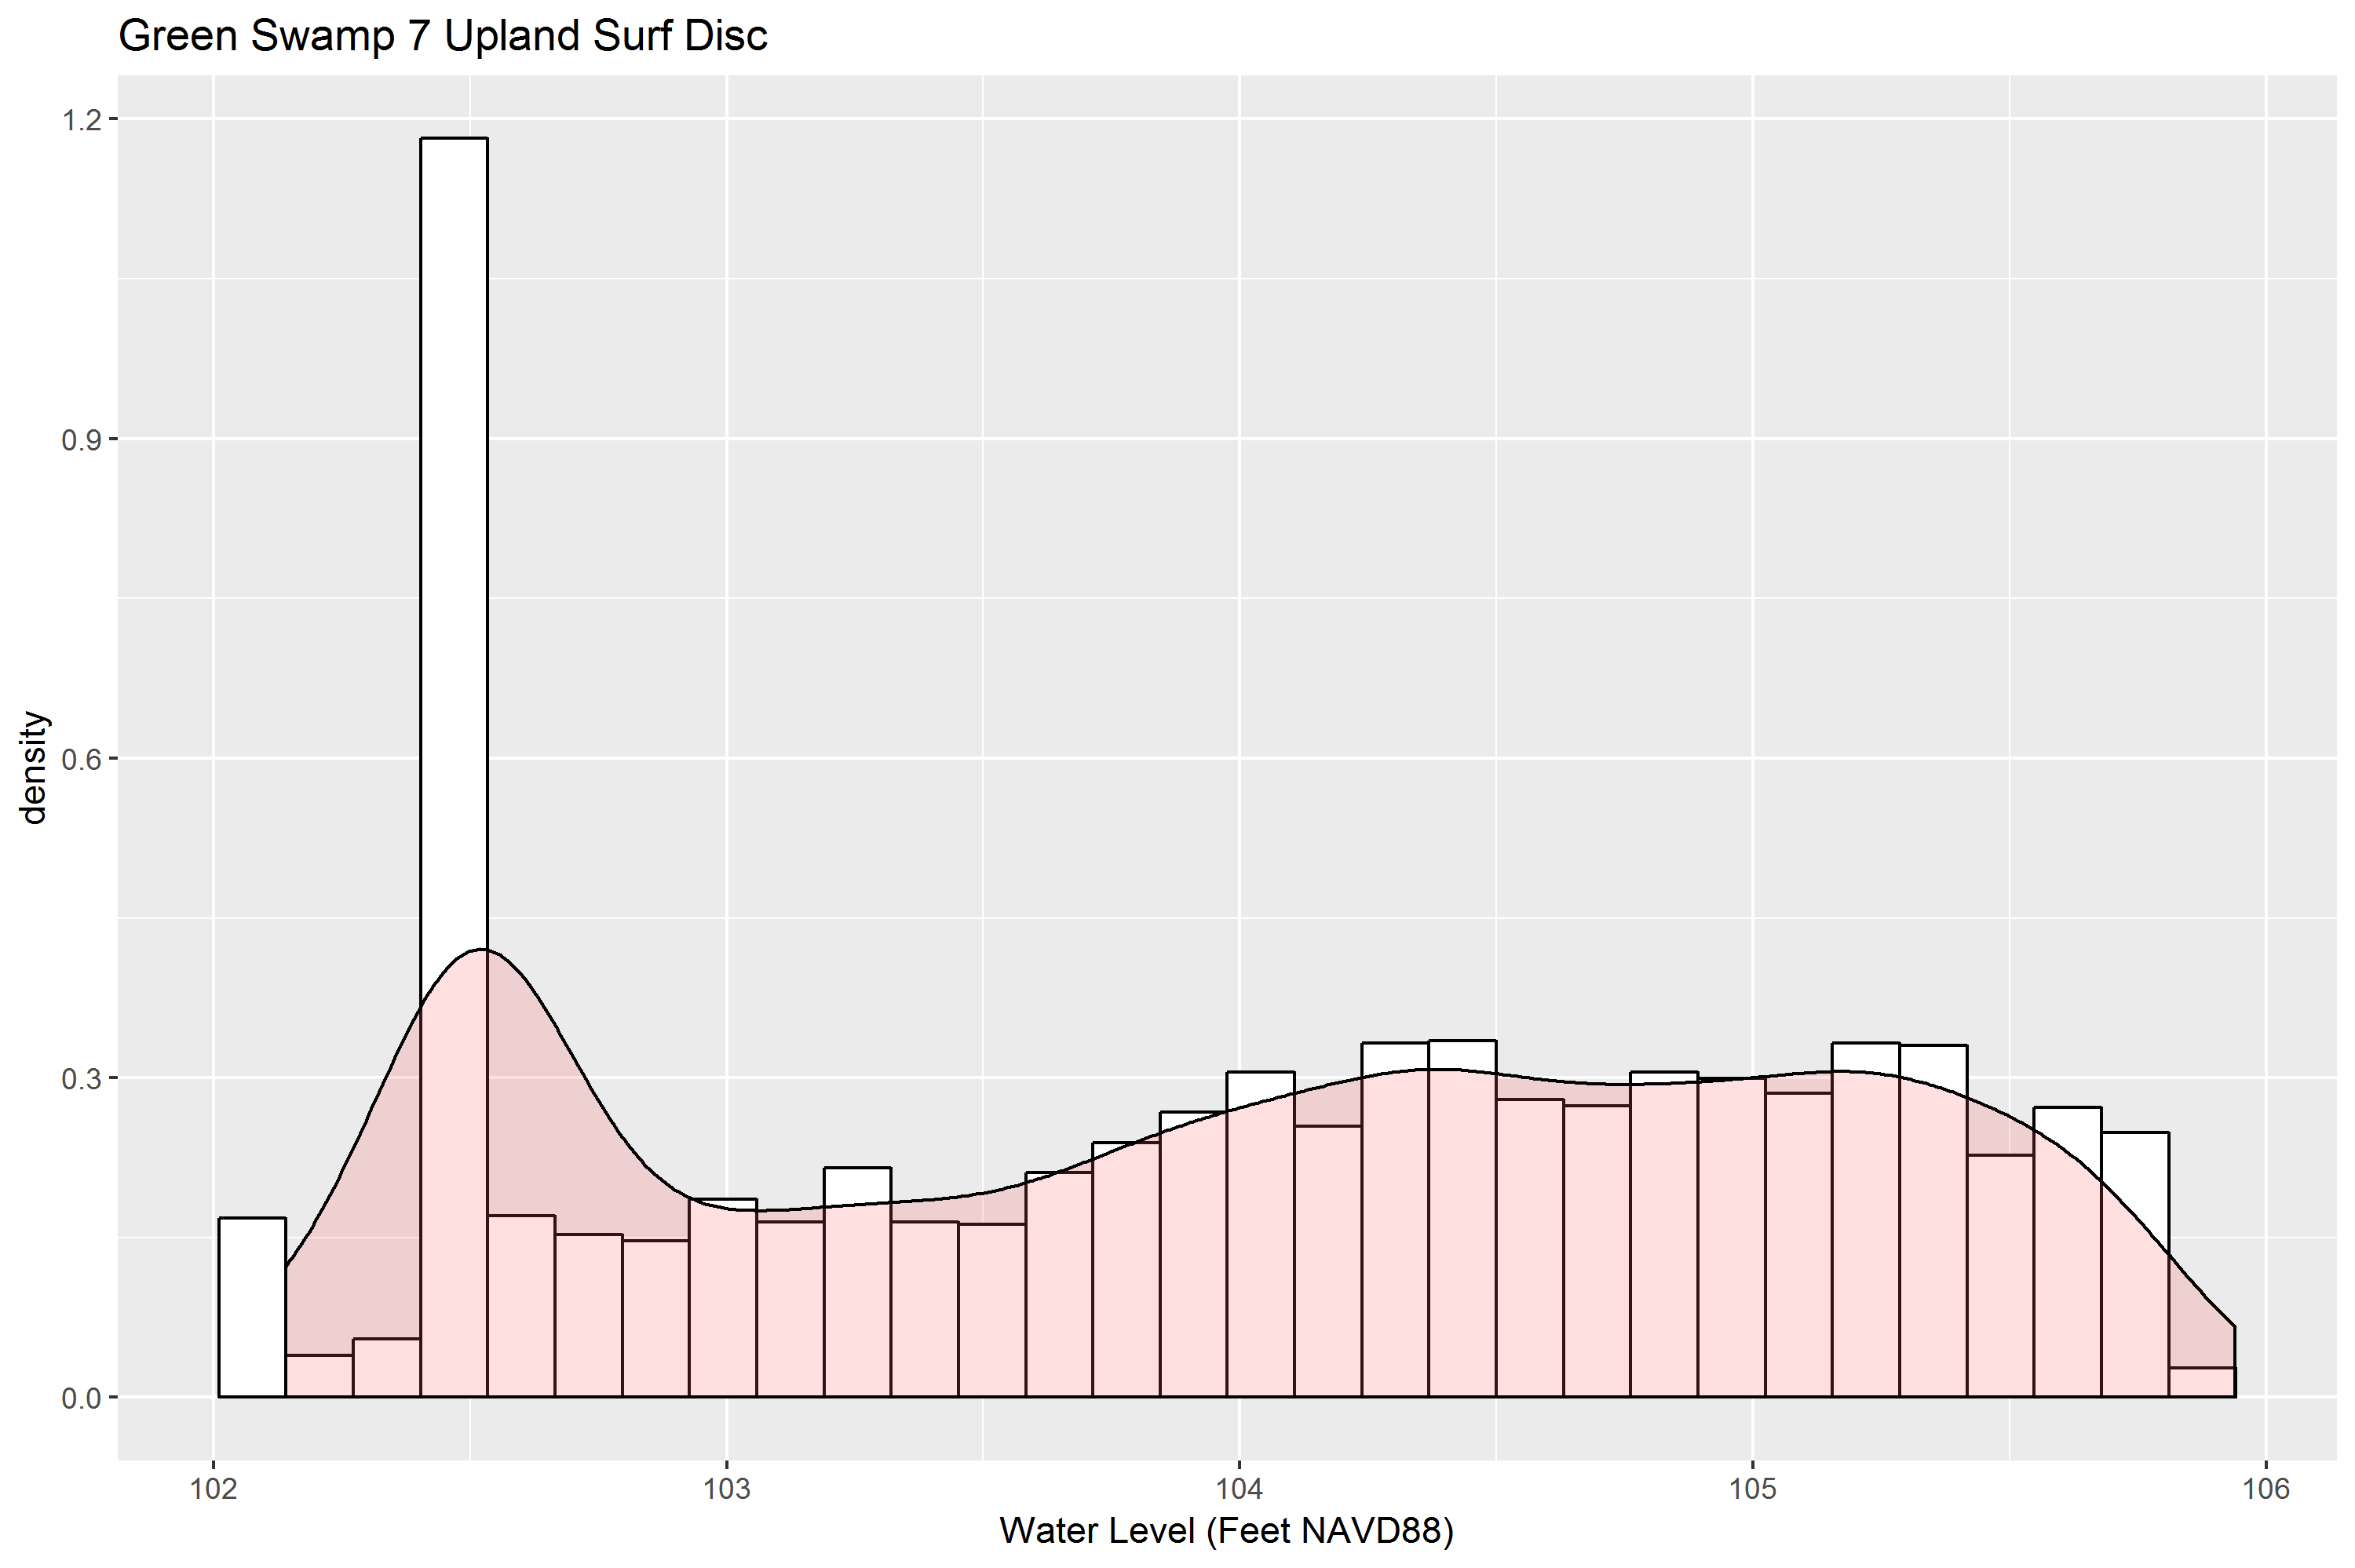 Green Swamp 7 Upland Surf Disc
1.2
0.9
0.6
0.3
0.0
density
102 103 104 105 106
Water Level (Feet NAVD88)